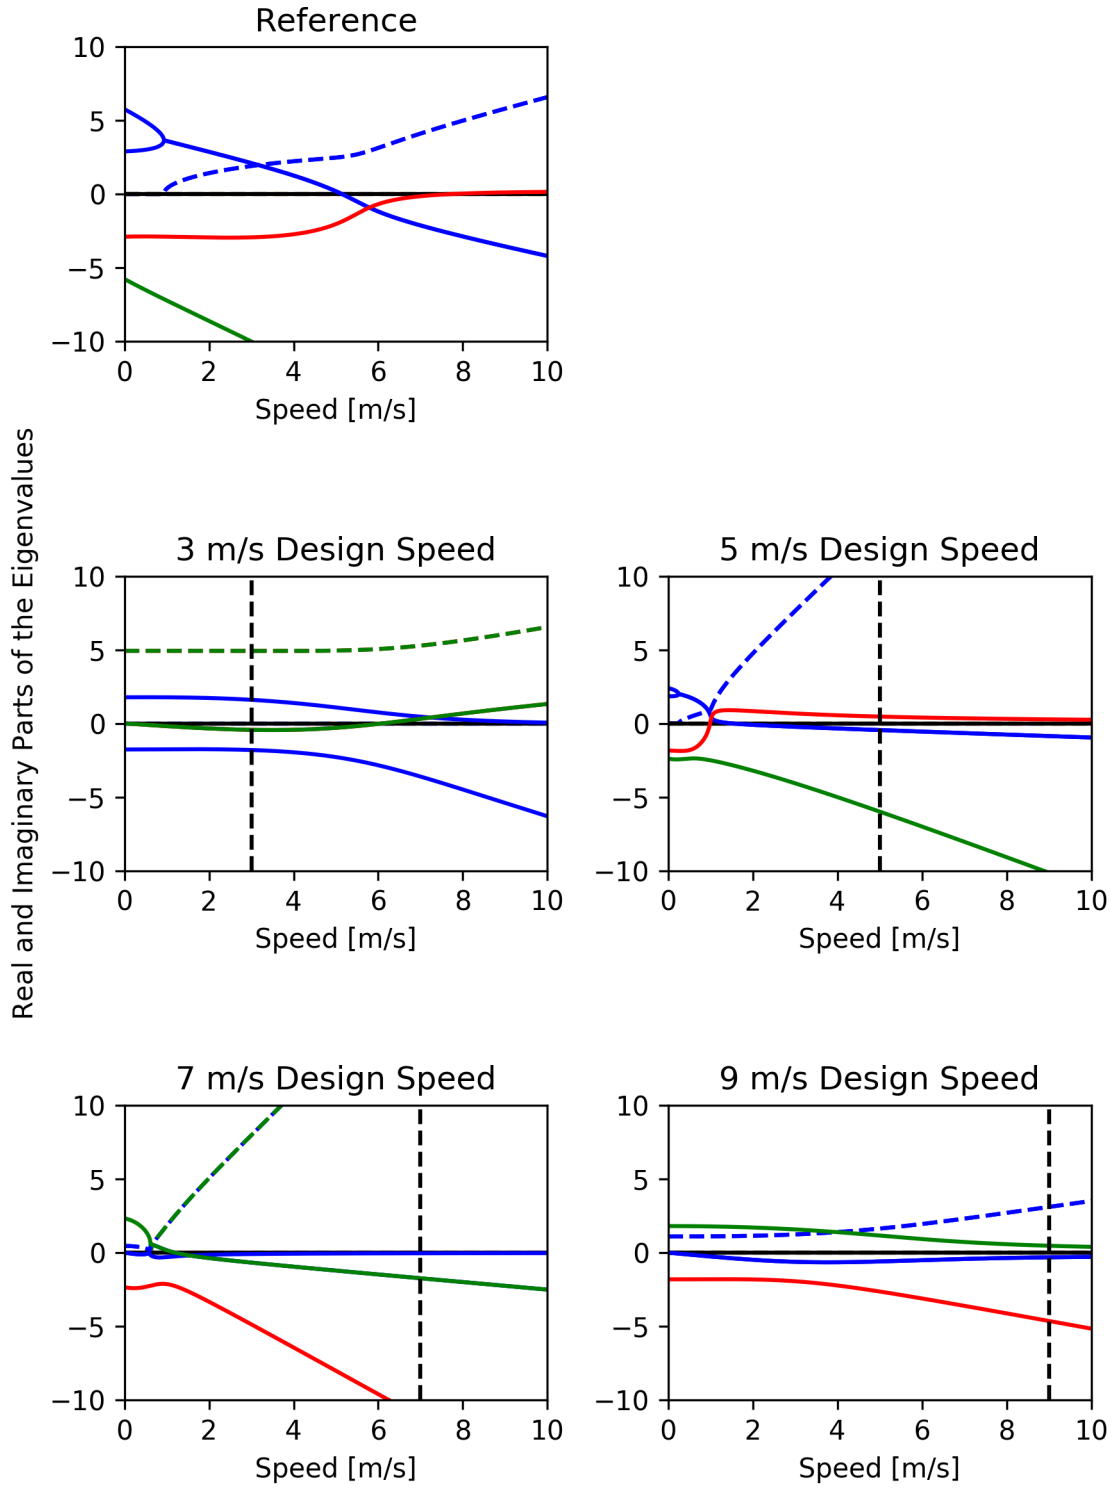 Reference
10
5
0
−5
−10
0 2 4 6 8 10
Speed [m/s]
Real and Imaginary Parts of the Eigenvalues
3 m/s Design Speed
10
5
0
−5
−10
0 2 4 6 8 10
Speed [m/s]
5 m/s Design Speed
10
5
0
−5
−10
0 2 4 6 8 10
Speed [m/s]
7 m/s Design Speed
10
5
0
−5
−10
0 2 4 6 8 10
Speed [m/s]
9 m/s Design Speed
10
5
0
−5
−10
0 2 4 6 8 10
Speed [m/s]